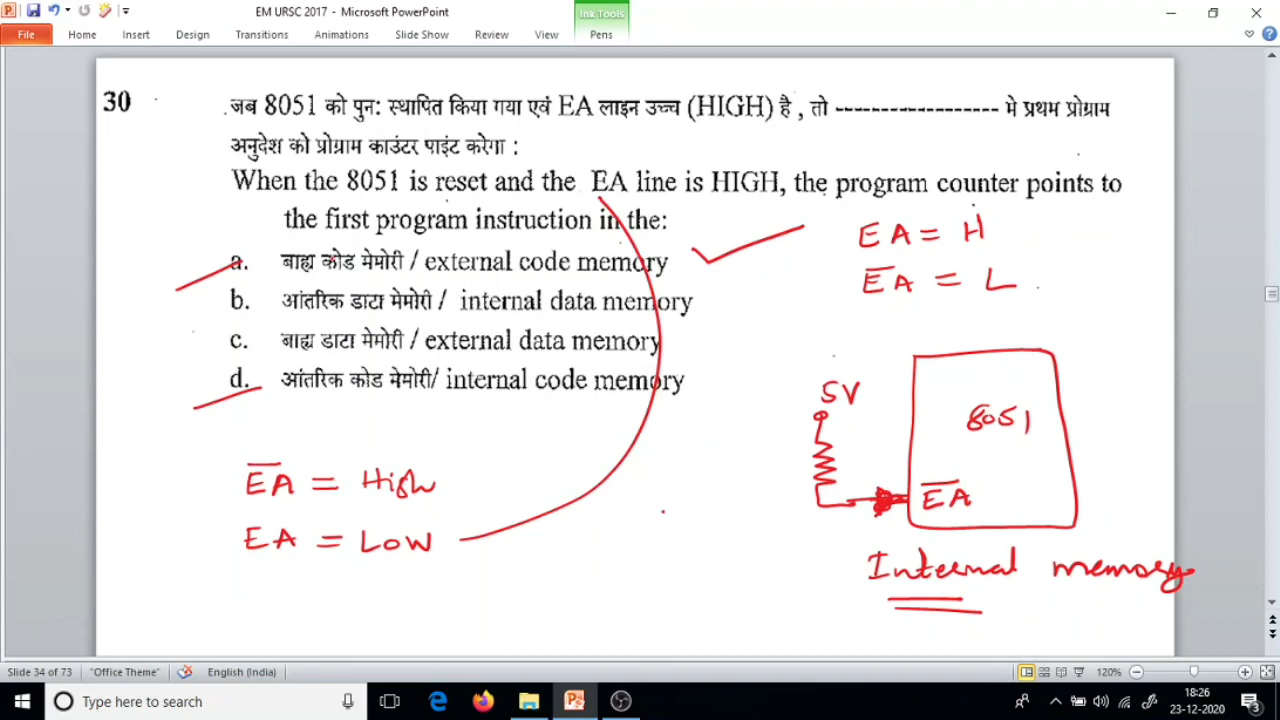 EM URSC 2017 - Microsoft PowerPoint
Ink Tools
File Home Insert Design Transitions Animations Slide Show Review View Pens
30 जब 8051 को पुन: स्थापित किया गया एवं EA लाइन उच्च (HIGH) है , तो ------------------ मे प्रथम प्रोग्राम
अनुदेश को प्रोग्राम काउंटर पाइंट करेगा :
When the 8051 is reset and the EA line is HIGH, the program counter points to
the first program instruction in the:
a. बाह्य कोड मेमोरी / external code memory
b. आंतरिक डाटा मेमोरी / internal data memory
c. बाह्य डाटा मेमोरी / external data memory
d. आंतरिक कोड मेमोरी/ internal code memory
EA = H
E̅A = L
5V
8051
E̅A̅
E̅A̅ = High
EA = Low
Internal memory
Slide 34 of 73 "Office Theme" English (India) 120%
Type here to search
18:26
23-12-2020
3